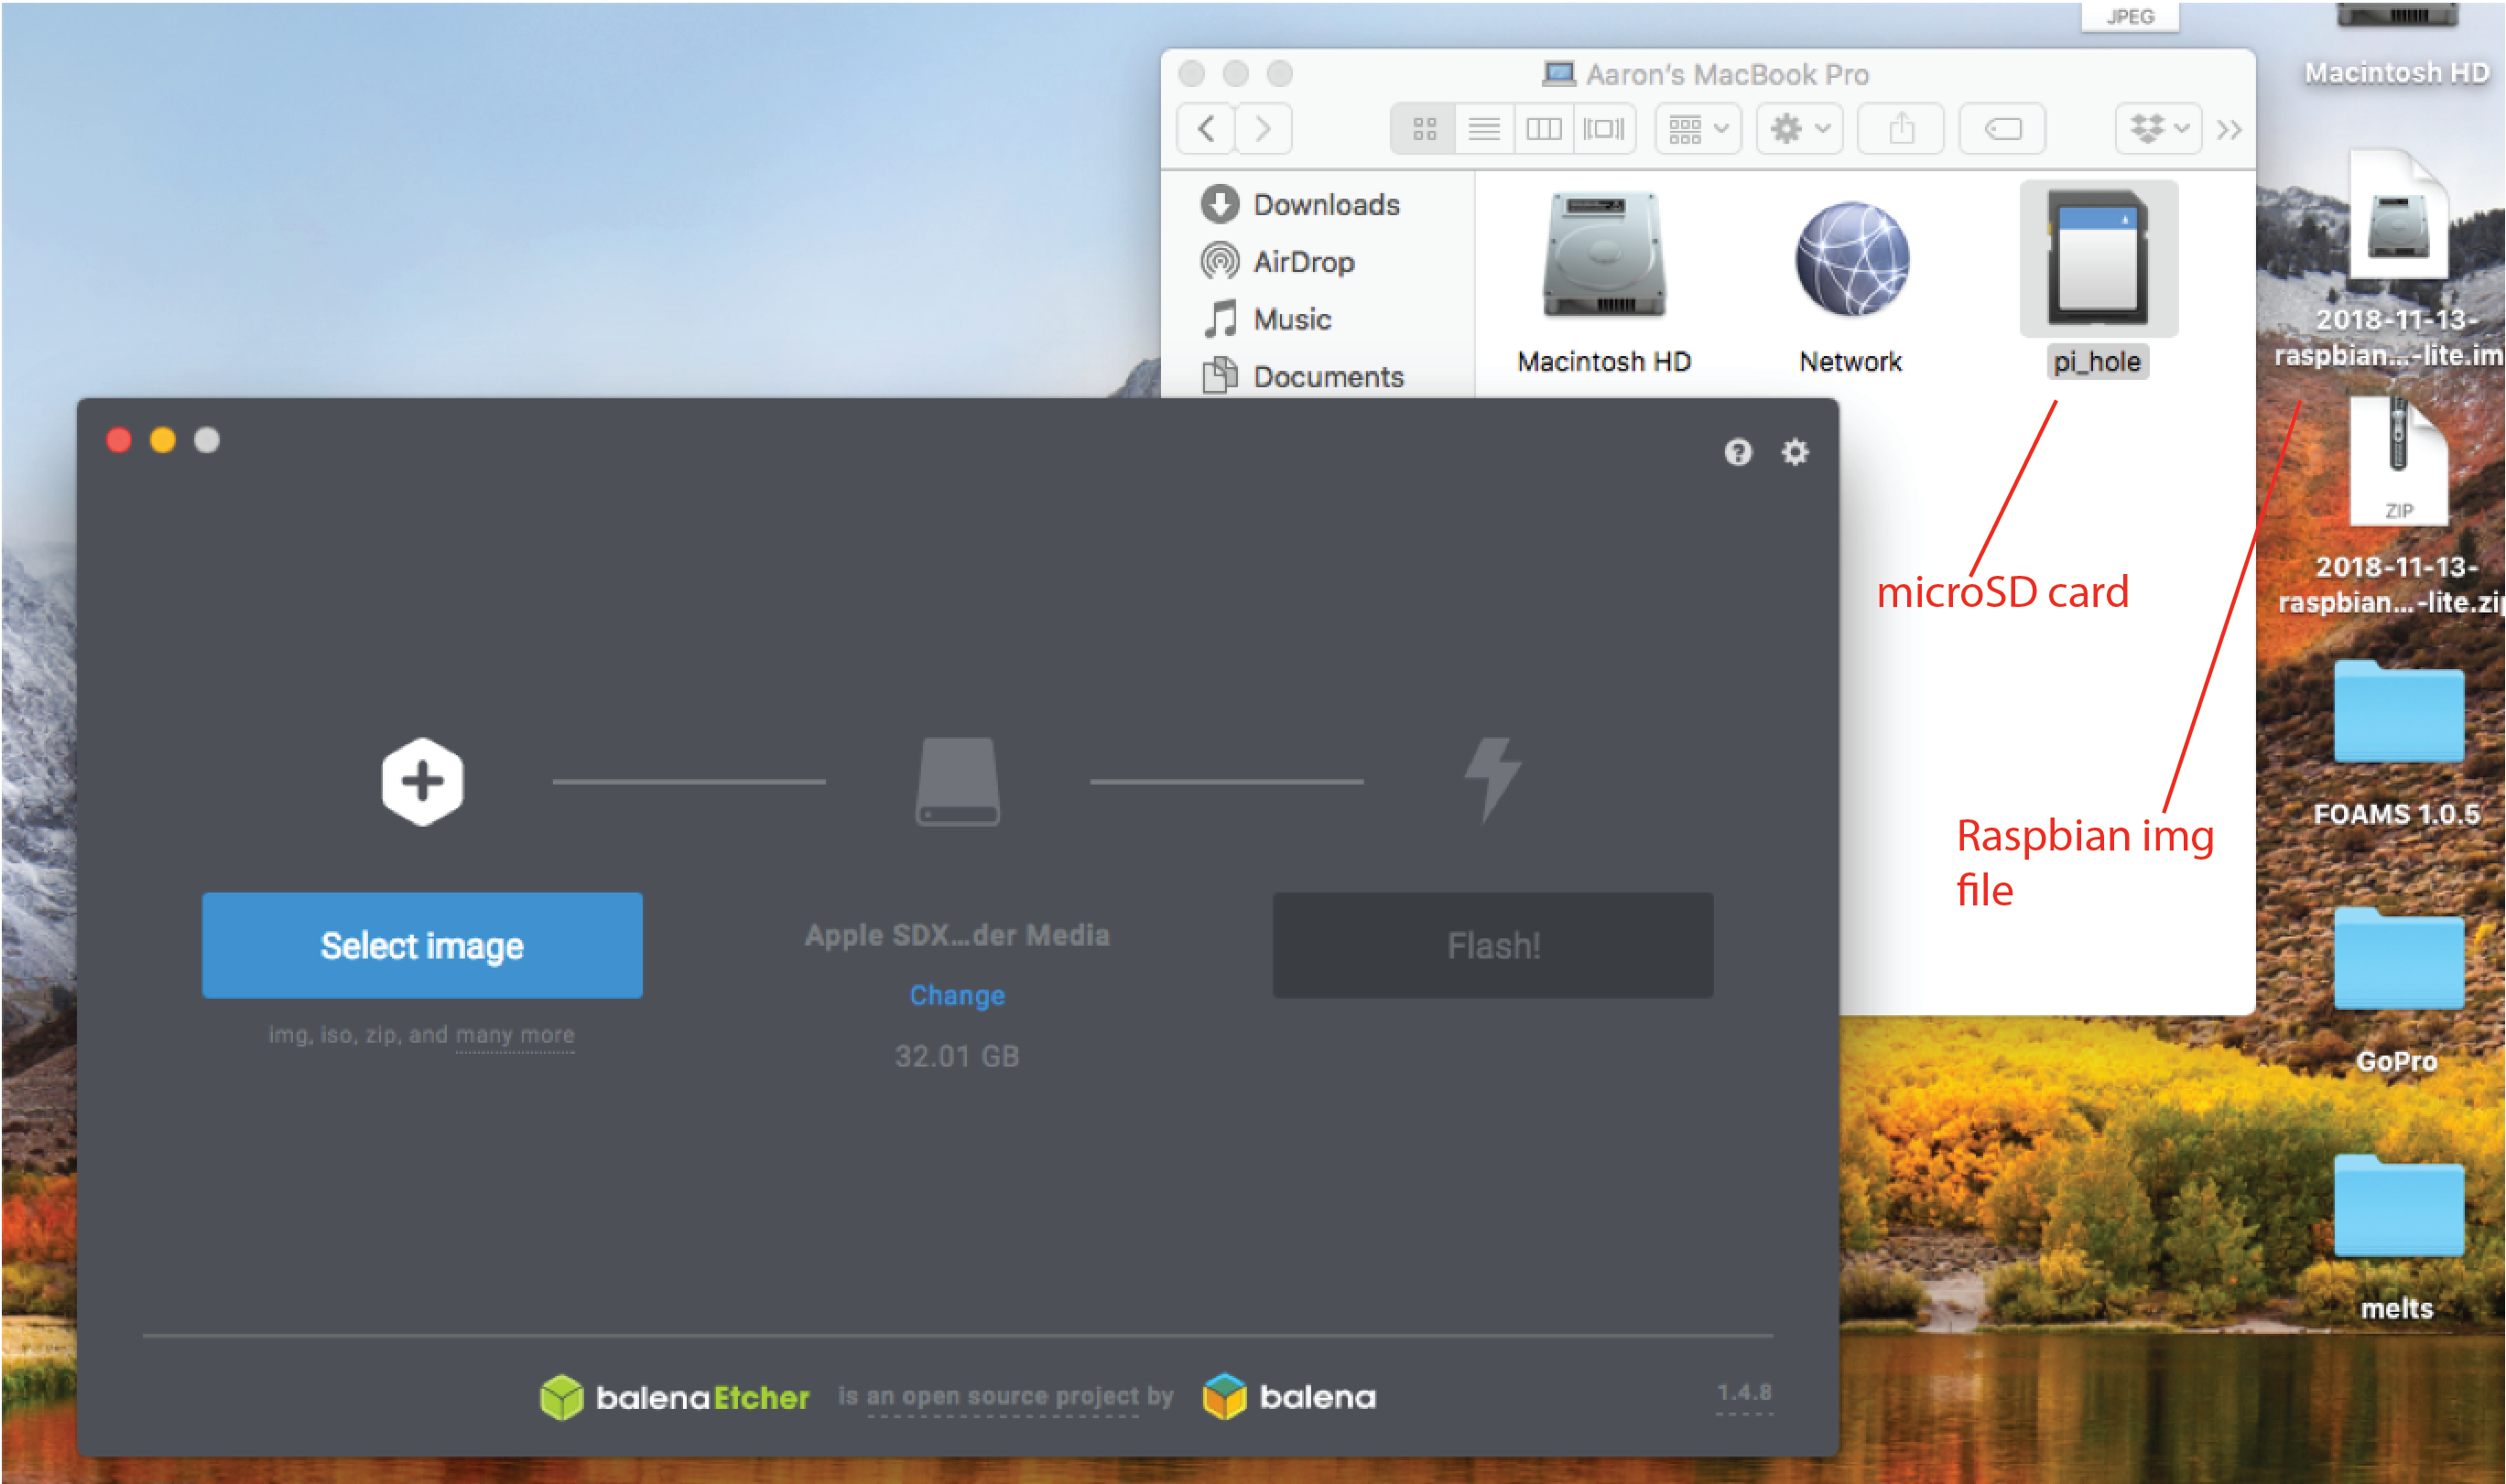 JPEG
Macintosh HD
Aaron's MacBook Pro
Downloads
AirDrop
Music
Documents
Macintosh HD
Network
pi_hole
2018-11-13-
raspbian...-lite.im
ZIP
2018-11-13-
raspbian...-lite.zip
microSD card
Raspbian img
file
FOAMS 1.0.5
GoPro
melts
Select image
img, iso, zip, and many more
Apple SDX...der Media
Change
32.01 GB
Flash!
balenaEtcher is an open source project by balena
1.4.8